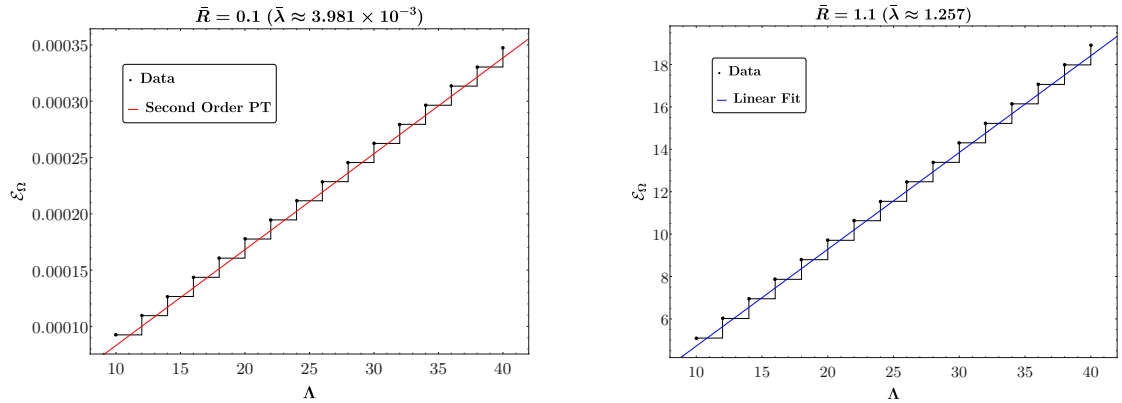 R̄ = 0.1 (λ̄ ≈ 3.981 × 10⁻³)
0.00035
0.00030
0.00025
0.00020
0.00015
0.00010
ℰ_Ω
Data
Second Order PT
10 15 20 25 30 35 40
Λ
R̄ = 1.1 (λ̄ ≈ 1.257)
18
16
14
12
10
8
6
ℰ_Ω
Data
Linear Fit
10 15 20 25 30 35 40
Λ